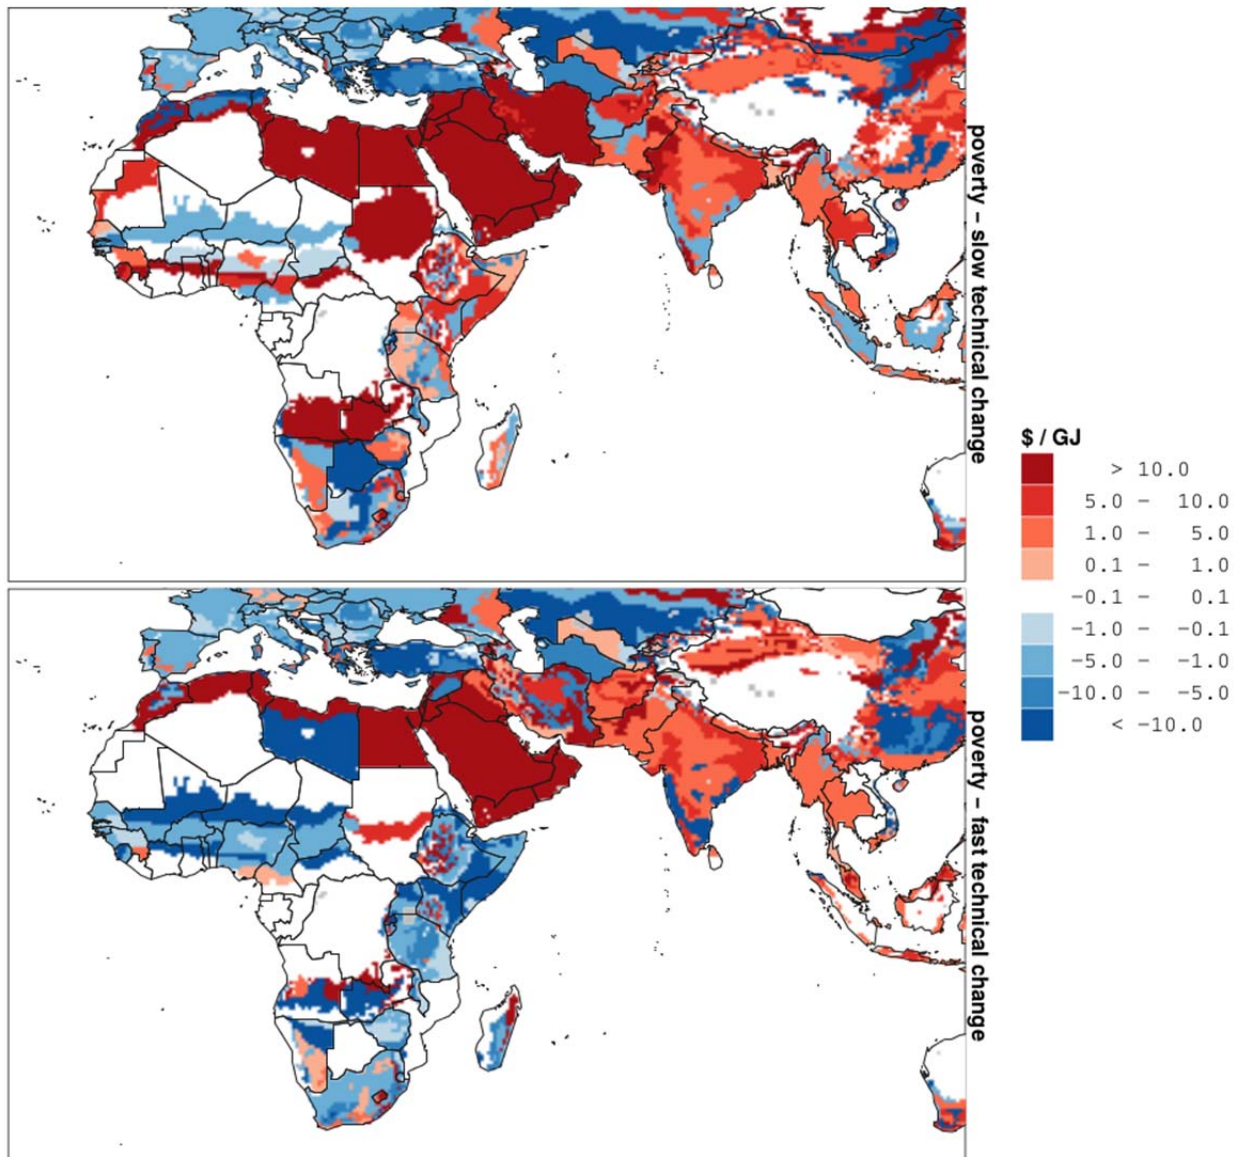 poverty – slow technical change
$ / GJ
> 10.0
5.0 – 10.0
1.0 – 5.0
0.1 – 1.0
−0.1 – 0.1
−1.0 – −0.1
−5.0 – −1.0
−10.0 – −5.0
< −10.0
poverty – fast technical change